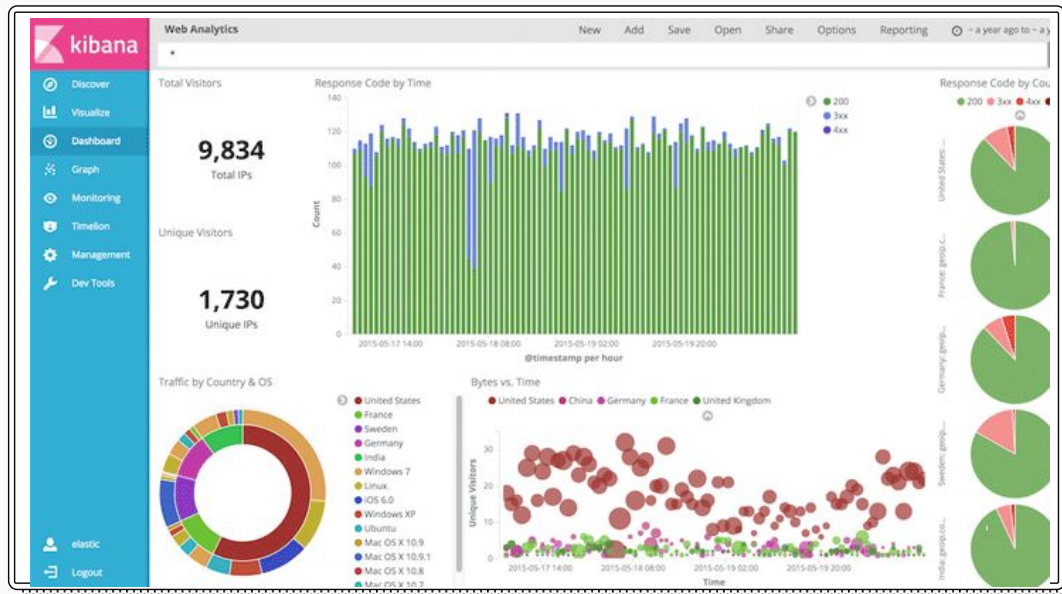 kibana
Discover
Visualize
Dashboard
Graph
Monitoring
Timelion
Management
Dev Tools
elastic
Logout
Web Analytics
New Add Save Open Share Options Reporting ~ a year ago to ~ a y
*
Total Visitors
9,834
Total IPs
Unique Visitors
1,730
Unique IPs
Response Code by Time
200
3xx
4xx
Count
140
120
100
80
60
40
20
0
2015-05-17 14:00 2015-05-18 08:00 2015-05-19 02:00 2015-05-19 20:00
@timestamp per hour
Response Code by Cou
200 3xx 4xx
United States: ...
France: geoip.c...
Germany: geoip....
Sweden: geoip....
India: geoip.co...
Traffic by Country & OS
United States
France
Sweden
Germany
India
Windows 7
Linux
iOS 6.0
Windows XP
Ubuntu
Mac OS X 10.9
Mac OS X 10.9.1
Mac OS X 10.8
Mac OS X 10.7
Bytes vs. Time
United States China Germany France United Kingdom
Unique Visitors
30
20
10
0
2015-05-17 14:00 2015-05-18 08:00 2015-05-19 02:00 2015-05-19 20:00
Time